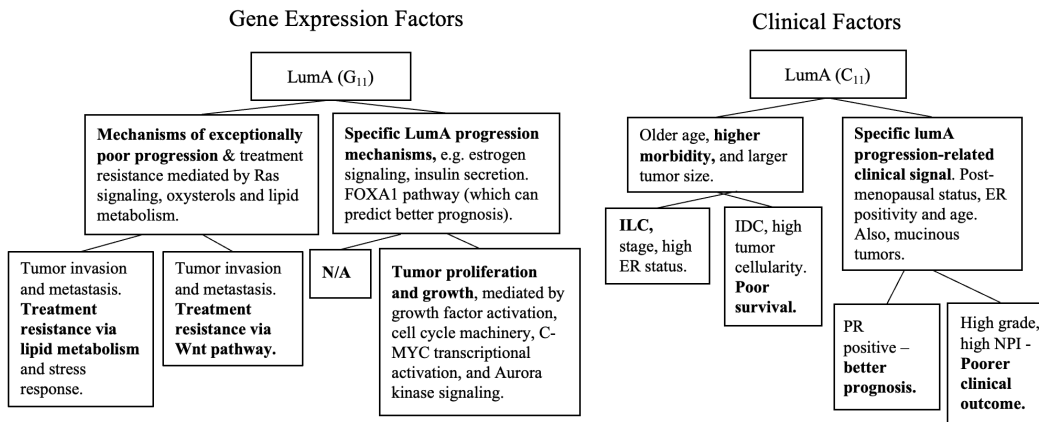 Gene Expression Factors
LumA (G₁₁)
Mechanisms of exceptionally
poor progression & treatment
resistance mediated by Ras
signaling, oxysterols and lipid
metabolism.
Specific LumA progression
mechanisms, e.g. estrogen
signaling, insulin secretion.
FOXA1 pathway (which can
predict better prognosis).
Tumor invasion
and metastasis.
Treatment
resistance via
lipid metabolism
and stress
response.
Tumor invasion
and metastasis.
Treatment
resistance via
Wnt pathway.
N/A
Tumor proliferation
and growth, mediated by
growth factor activation,
cell cycle machinery, C-
MYC transcriptional
activation, and Aurora
kinase signaling.
Clinical Factors
LumA (C₁₁)
Older age, higher
morbidity, and larger
tumor size.
Specific lumA
progression-related
clinical signal. Post-
menopausal status, ER
positivity and age.
Also, mucinous
tumors.
ILC,
stage, high
ER status.
IDC, high
tumor
cellularity.
Poor
survival.
PR
positive –
better
prognosis.
High grade,
high NPI -
Poorer
clinical
outcome.